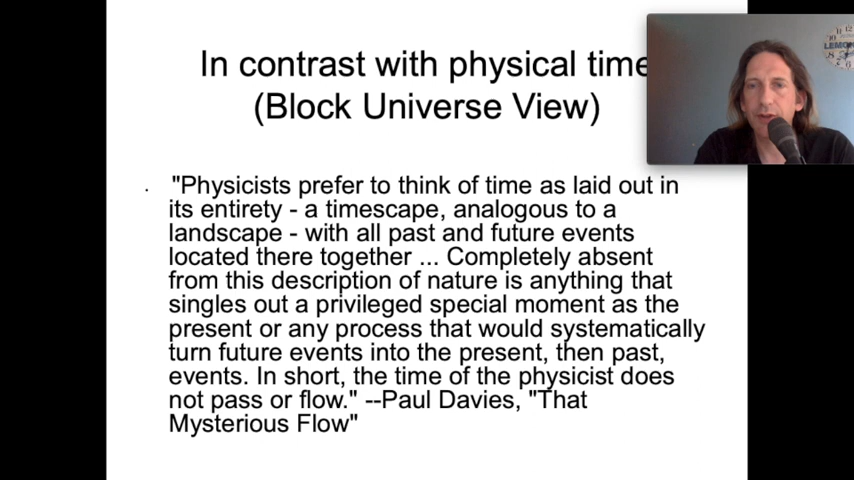 In contrast with physical time
(Block Universe View)
"Physicists prefer to think of time as laid out in
its entirety - a timescape, analogous to a
landscape - with all past and future events
located there together ... Completely absent
from this description of nature is anything that
singles out a privileged special moment as the
present or any process that would systematically
turn future events into the present, then past,
events. In short, the time of the physicist does
not pass or flow." --Paul Davies, "That
Mysterious Flow"